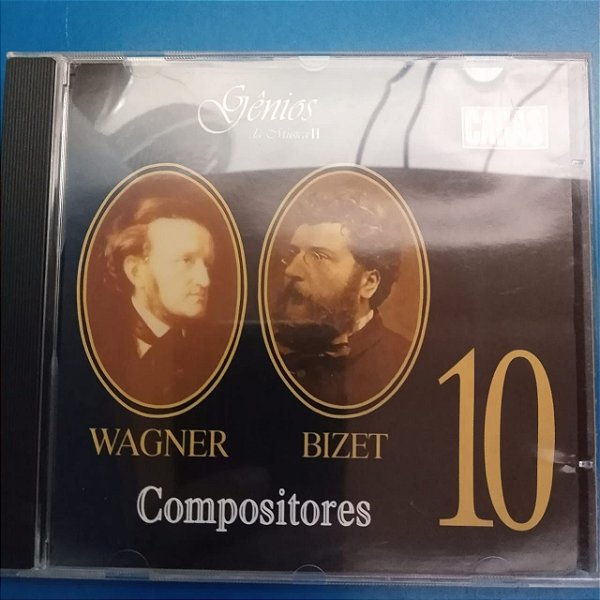 Gênios
da Música II
CARAS
WAGNER
BIZET
10
Compositores